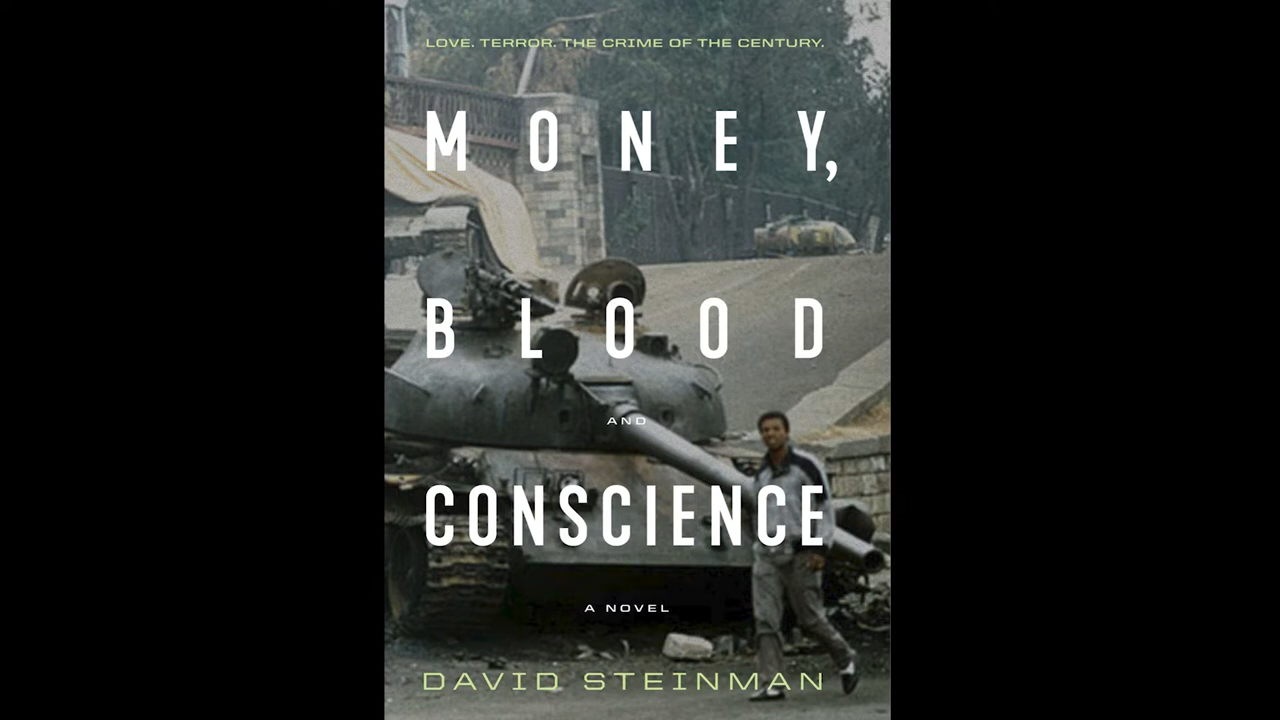 LOVE. TERROR. THE CRIME OF THE CENTURY.
MONEY,
BLOOD
AND
CONSCIENCE
A NOVEL
DAVID STEINMAN